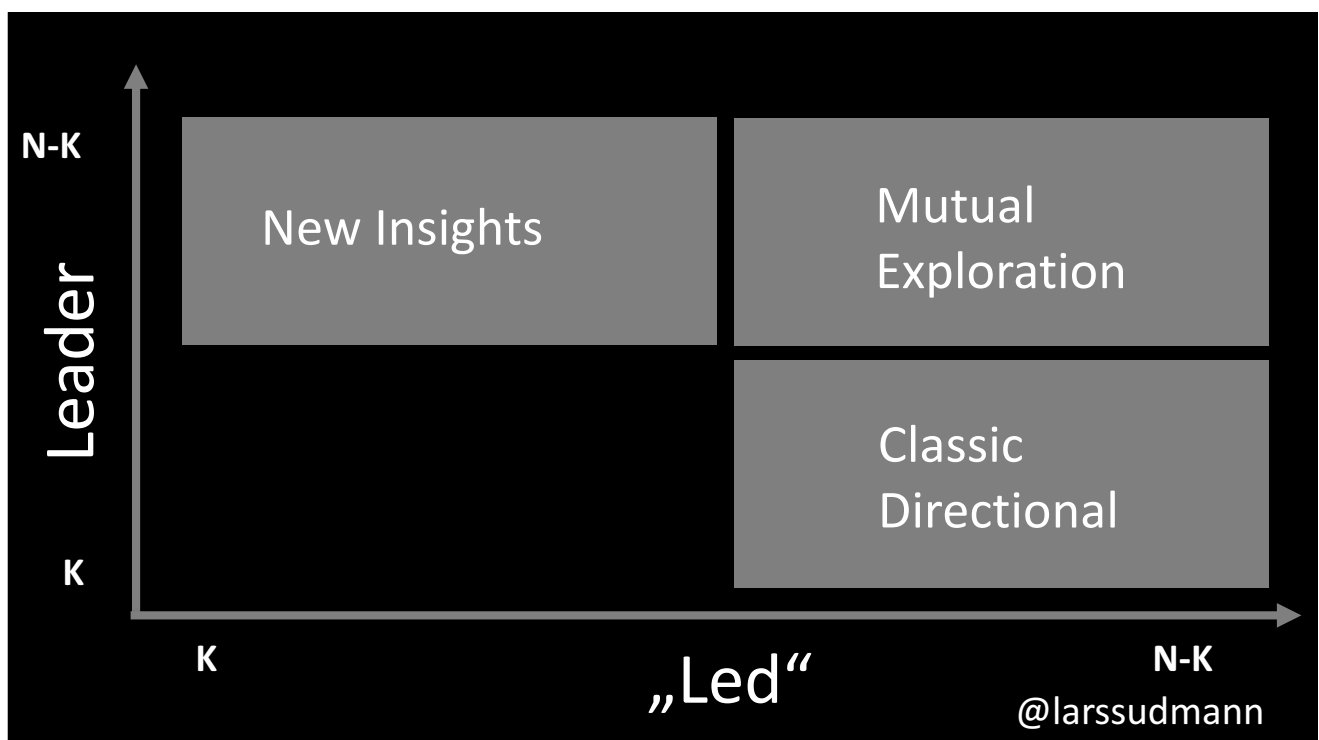 N-K
New Insights
Mutual
Exploration
Leader
Classic
Directional
K
K
„Led“
N-K
@larssudmann